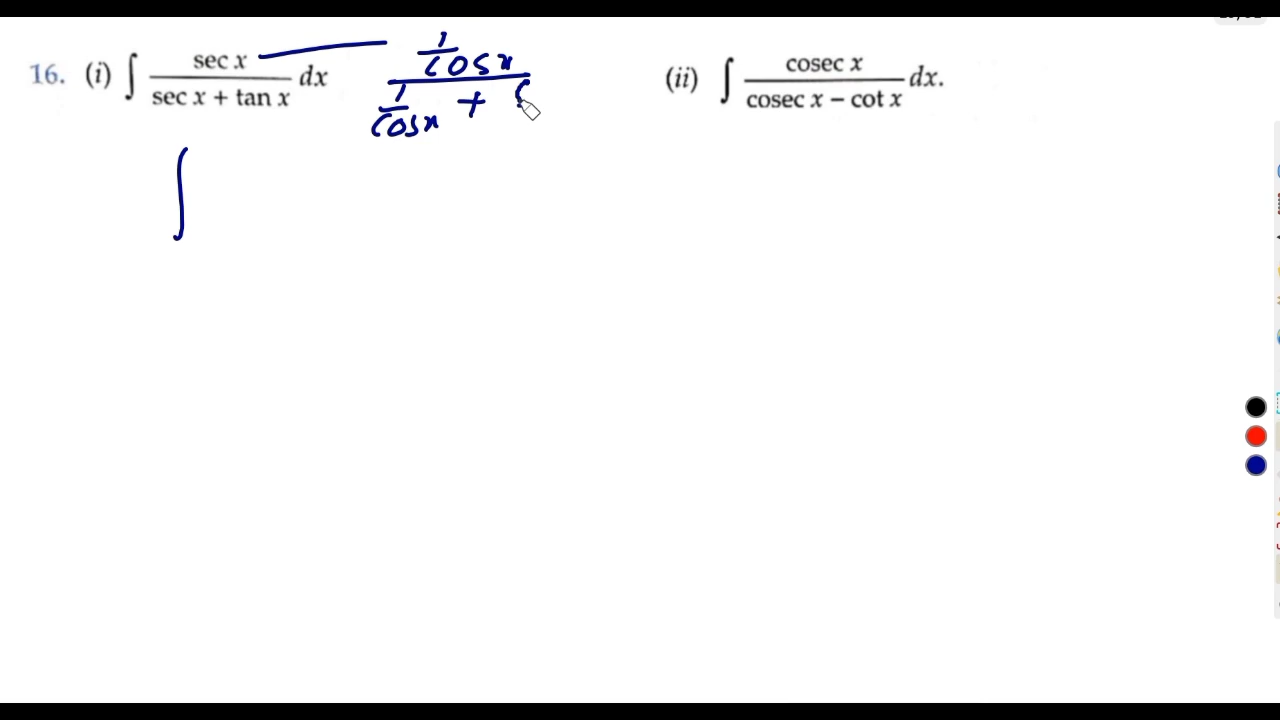 16. (i) ∫ sec x / (sec x + tan x) dx
(1/cos x) / (1/cos x +
(ii) ∫ cosec x / (cosec x − cot x) dx.
∫